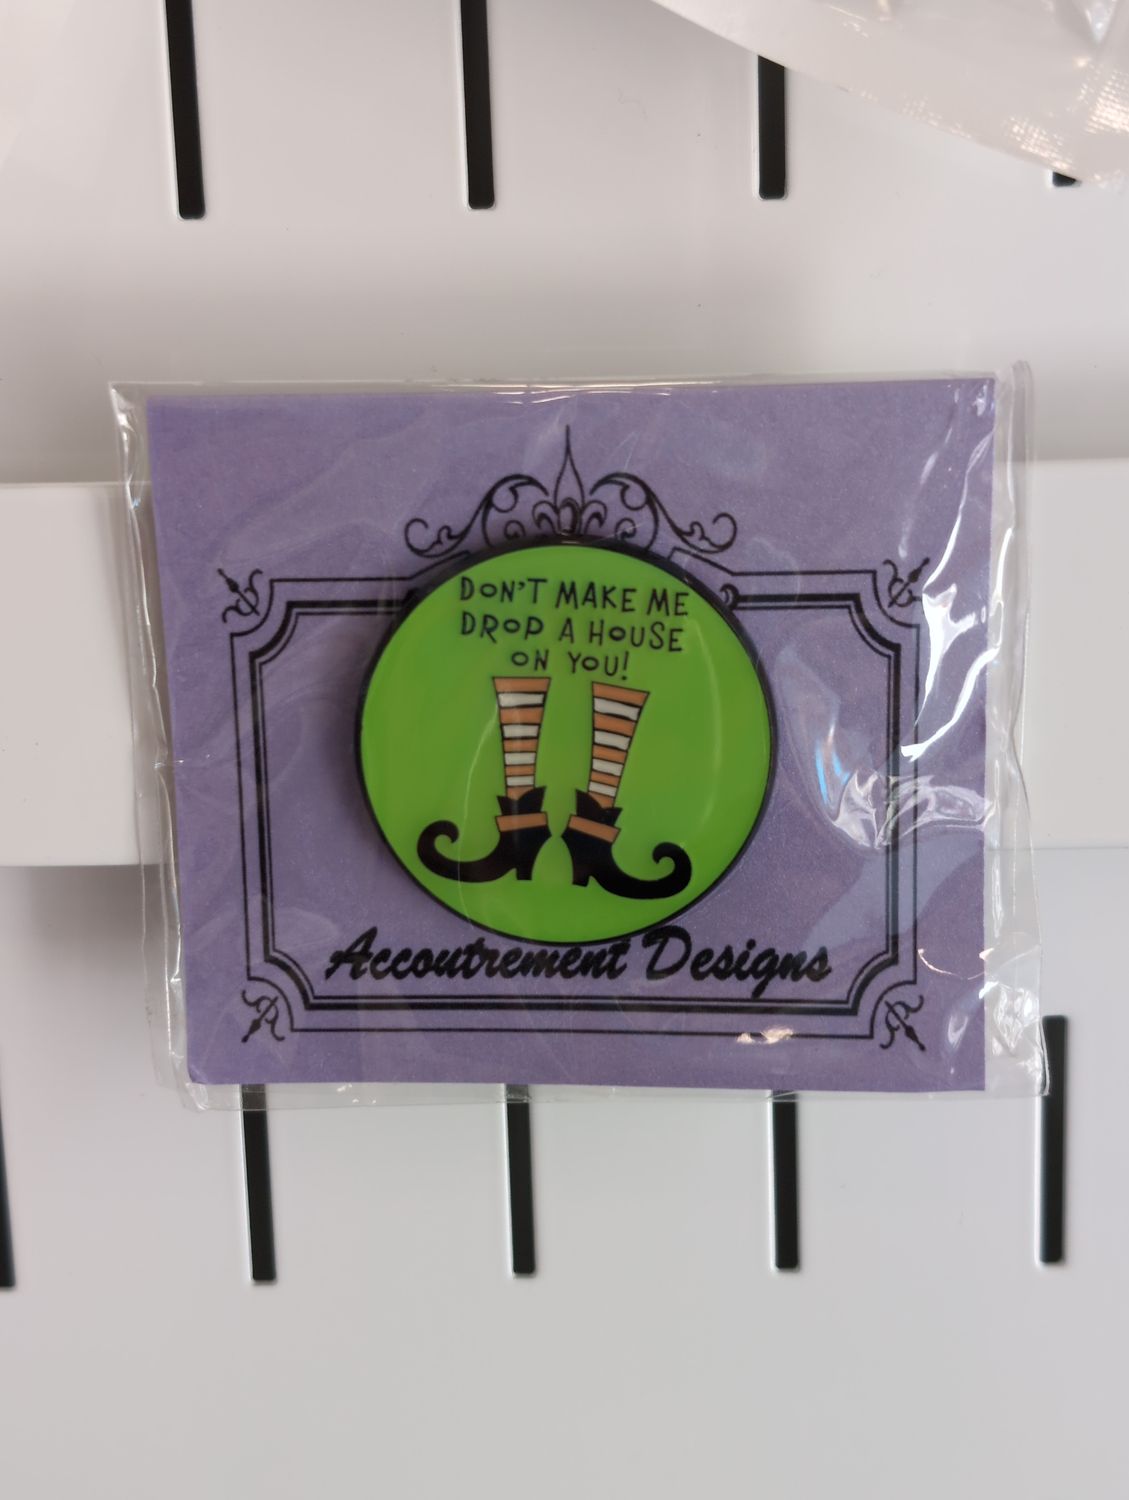 DON'T MAKE ME
DROP A HOUSE
ON YOU!
Accoutrement Designs